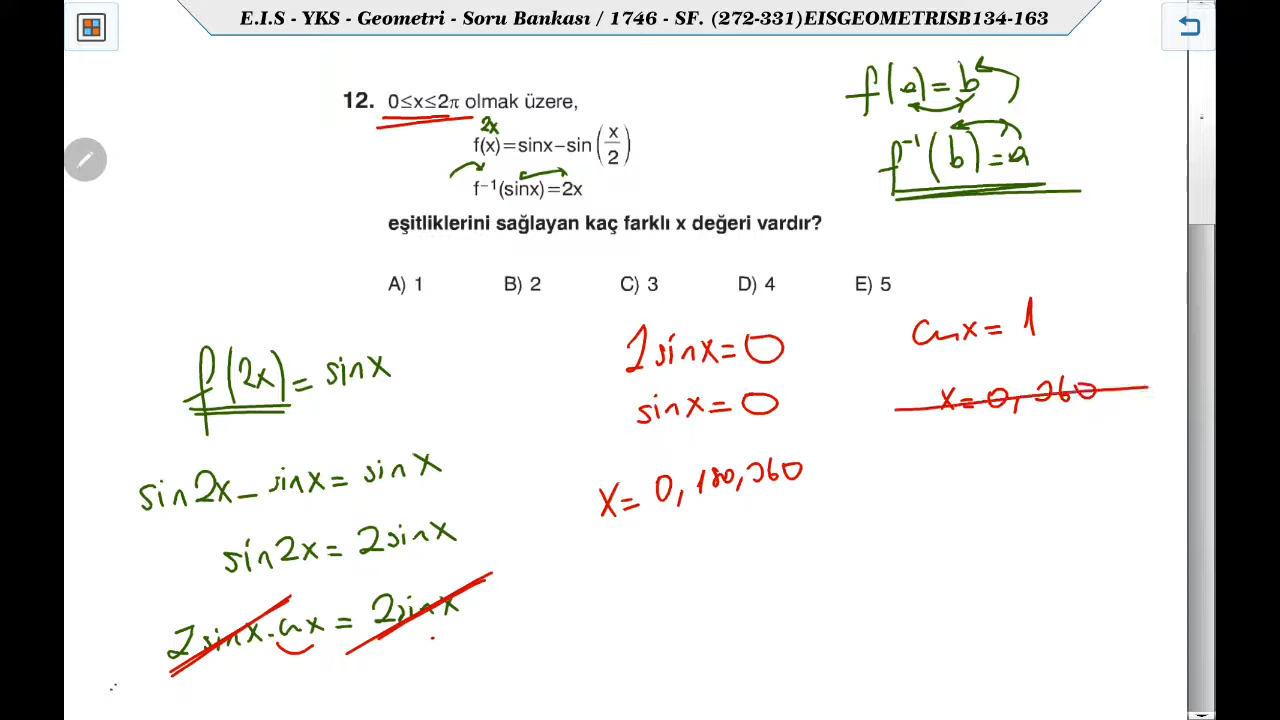 E.I.S - YKS - Geometri - Soru Bankası / 1746 - SF. (272-331)EISGEOMETRISB134-163
12. 0≤x≤2π olmak üzere,
2x
f(x)=sinx–sin(x/2)
f⁻¹(sinx)=2x
eşitliklerini sağlayan kaç farklı x değeri vardır?
A) 1 B) 2 C) 3 D) 4 E) 5
f(a)=b
f⁻¹(b)=a
f(2x)=sinx
sin2x-sinx=sinx
sin2x=2sinx
2sinx.cosx=2sinx
2sinx=0
sinx=0
x=0,180,360
cosx=1
x=0,360